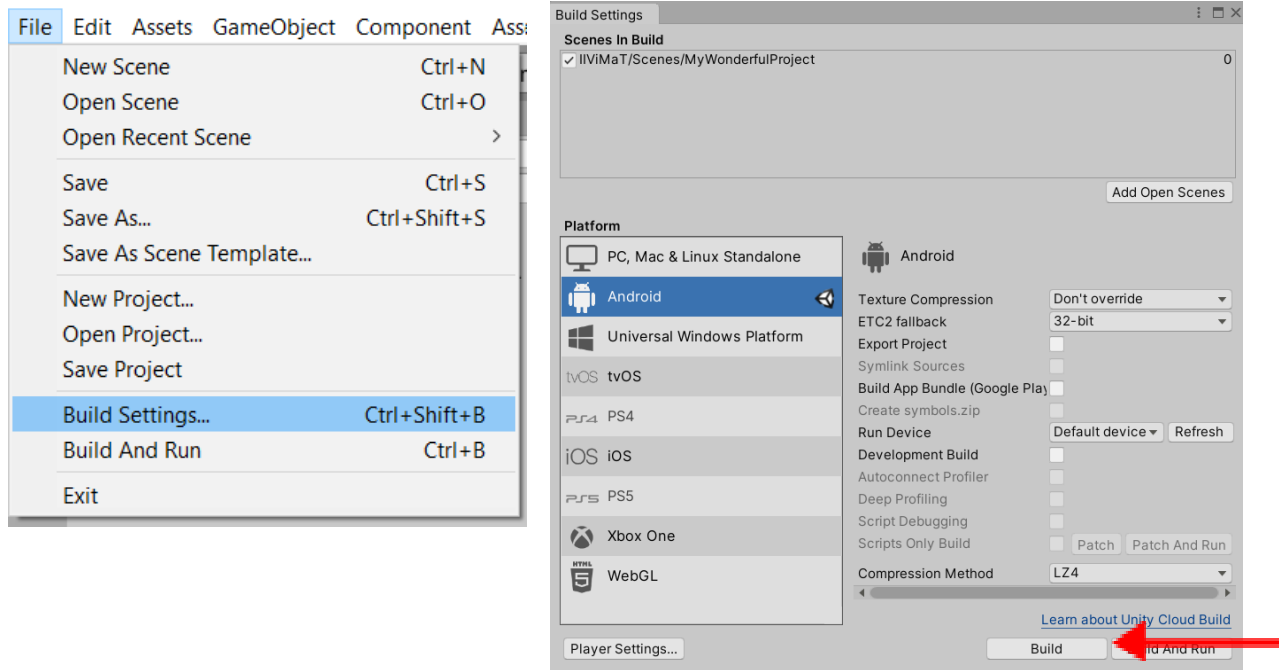 File Edit Assets GameObject Component
New Scene Ctrl+N
Open Scene Ctrl+O
Open Recent Scene
Save Ctrl+S
Save As... Ctrl+Shift+S
Save As Scene Template...
New Project...
Open Project...
Save Project
Build Settings... Ctrl+Shift+B
Build And Run Ctrl+B
Exit
Build Settings
Scenes In Build
IIViMaT/Scenes/MyWonderfulProject 0
Add Open Scenes
Platform
PC, Mac & Linux Standalone
Android
Universal Windows Platform
tvOS tvOS
PS4 PS4
iOS iOS
PS5 PS5
Xbox One
HTML 5 WebGL
Android
Texture Compression Don't override
ETC2 fallback 32-bit
Export Project
Symlink Sources
Build App Bundle (Google Play
Create symbols.zip
Run Device Default device Refresh
Development Build
Autoconnect Profiler
Deep Profiling
Script Debugging
Scripts Only Build Patch Patch And Run
Compression Method LZ4
Learn about Unity Cloud Build
Player Settings... Build And Run